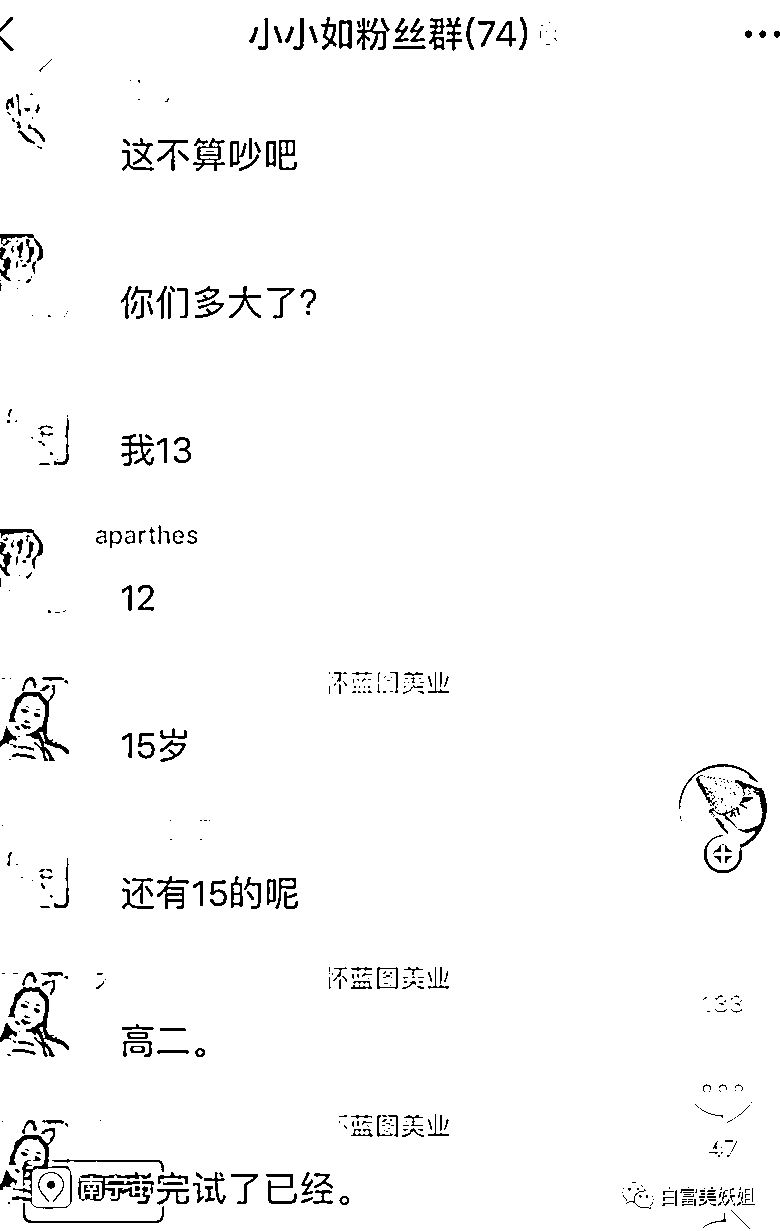 小小如粉丝群(74)
这不算吵吧
你们多大了?
我13
aparthes
12
怀蓝图美业
15岁
还有15的呢
怀蓝图美业
高二。
133
蓝图美业
47
南宁市
考完试了已经。
白富美妖姐